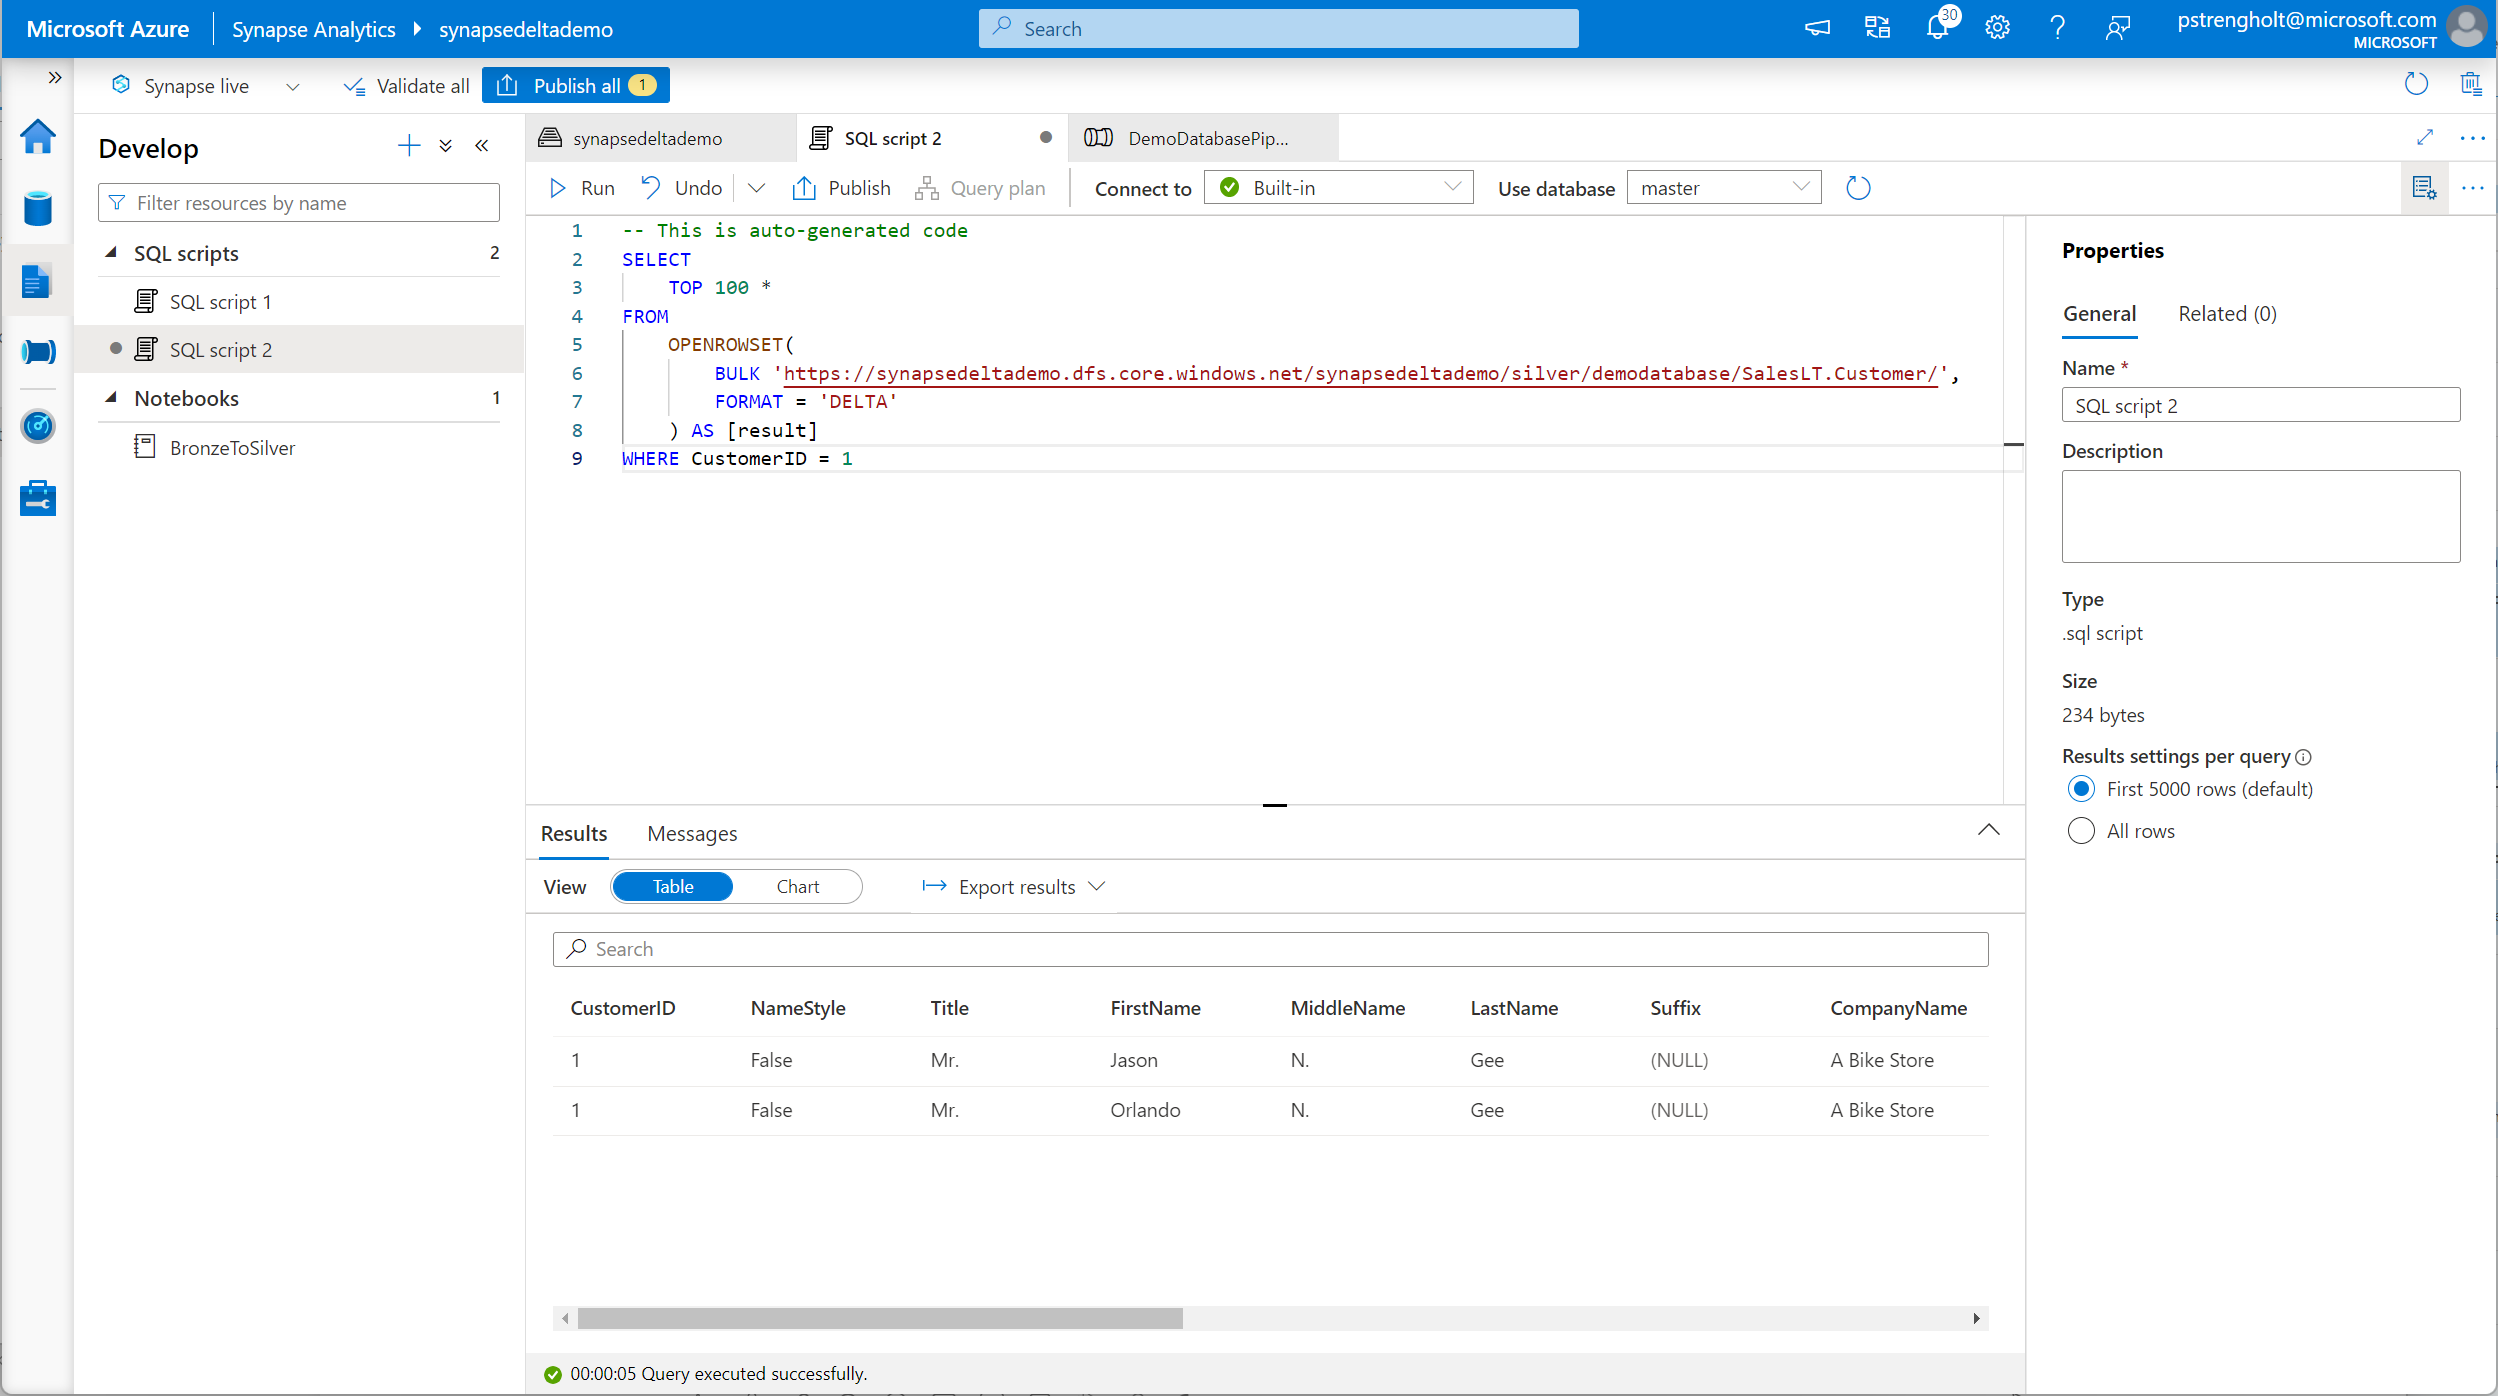 Microsoft Azure
Synapse Analytics
synapsedeltademo
Search
30
pstrengholt@microsoft.com
MICROSOFT
Synapse live
Validate all
Publish all 1
Develop
Filter resources by name
SQL scripts 2
SQL script 1
SQL script 2
Notebooks 1
BronzeToSilver
synapsedeltademo
SQL script 2
DemoDatabasePip...
Run
Undo
Publish
Query plan
Connect to
Built-in
Use database
master
1 -- This is auto-generated code
2 SELECT
3 TOP 100 *
4 FROM
5 OPENROWSET(
6 BULK 'https://synapsedeltademo.dfs.core.windows.net/synapsedeltademo/silver/demodatabase/SalesLT.Customer/',
7 FORMAT = 'DELTA'
8 ) AS [result]
9 WHERE CustomerID = 1
Results
Messages
View
Table
Chart
Export results
Search
CustomerID NameStyle Title FirstName MiddleName LastName Suffix CompanyName
1 False Mr. Jason N. Gee (NULL) A Bike Store
1 False Mr. Orlando N. Gee (NULL) A Bike Store
00:00:05 Query executed successfully.
Properties
General
Related (0)
Name *
SQL script 2
Description
Type
.sql script
Size
234 bytes
Results settings per query
First 5000 rows (default)
All rows